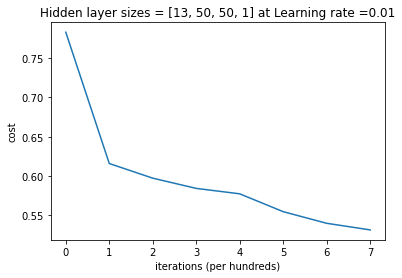 Hidden layer sizes = [13, 50, 50, 1] at Learning rate =0.01
0.75
0.70
0.65
0.60
0.55
cost
0 1 2 3 4 5 6 7
iterations (per hundreds)